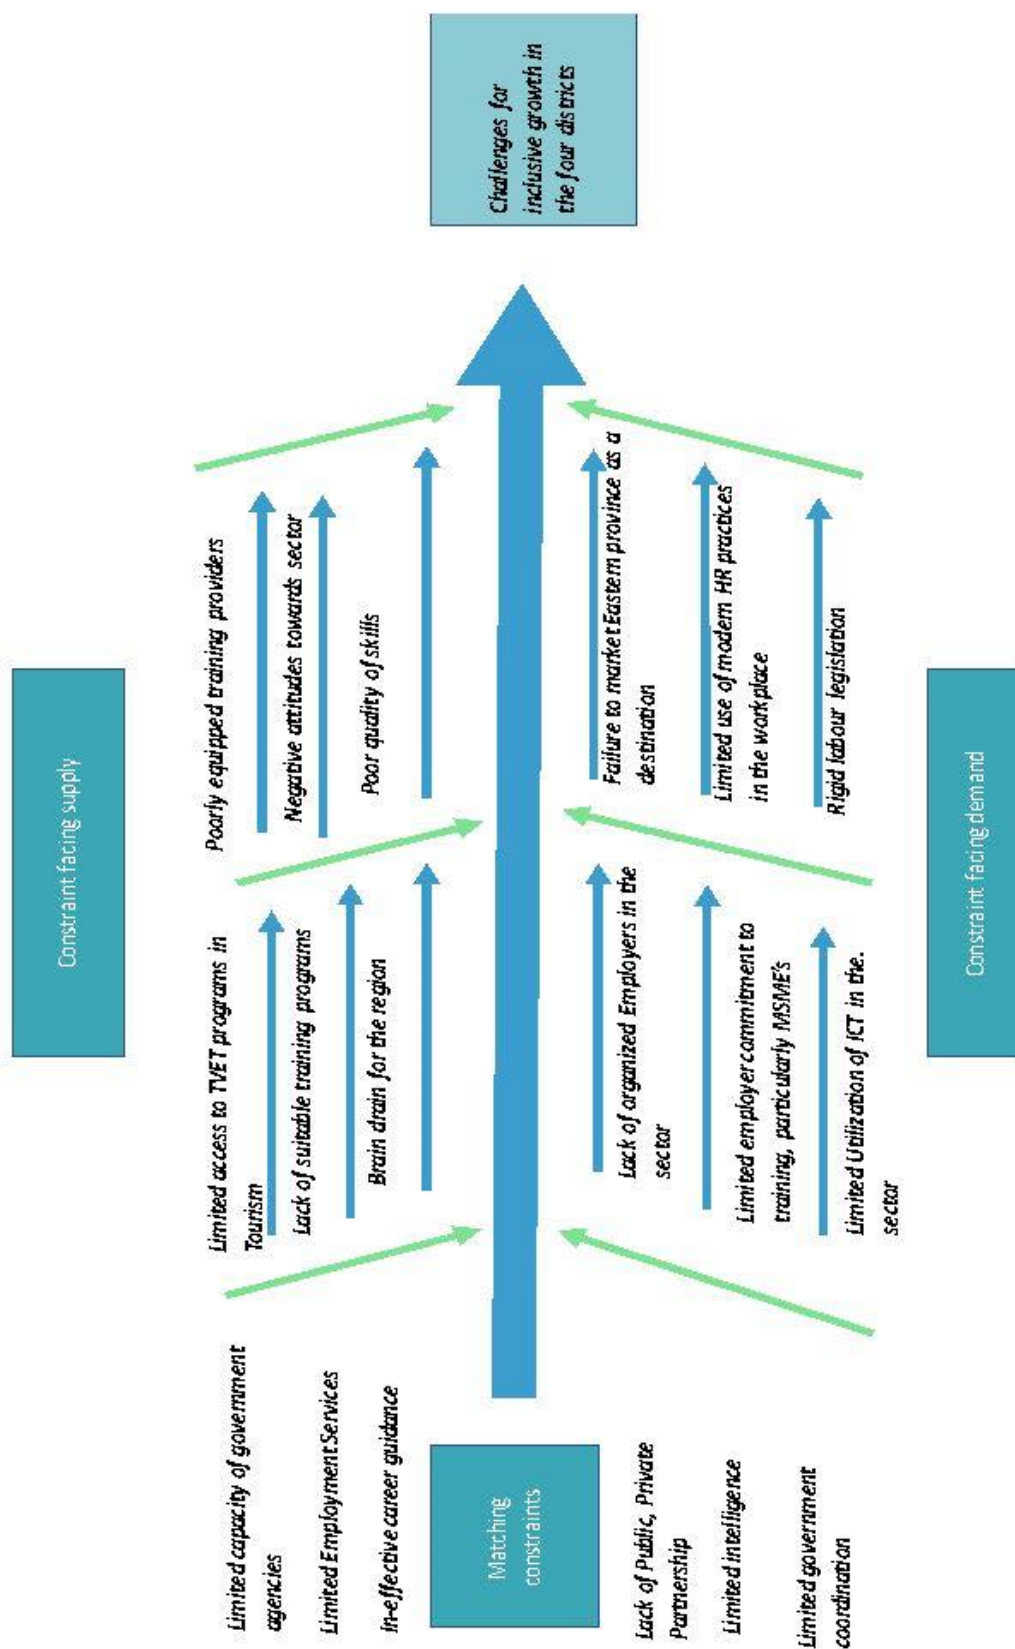 Constraint facing supply
Limited capacity of government
agencies
Limited Employment Services
In-effective career guidance
Limited access to TVET programs in
Tourism
Lack of suitable training programs
Brain drain for the region
Poorly equipped training providers
Negative attitudes towards sector
Poor quality of skills
Matching
constraints
Challenges for
inclusive growth in
the four districts
Lack of Public, Private
Partnership
Limited intelligence
Limited government
coordination
Lack of organized Employers in the
sector
Limited employer commitment to
training, particularly MSME's
Limited Utilization of ICT in the.
sector
Failure to market Eastern province as a
destination
Limited use of modern HR practices
in the workplace
Rigid labour legislation
Constraint facing demand